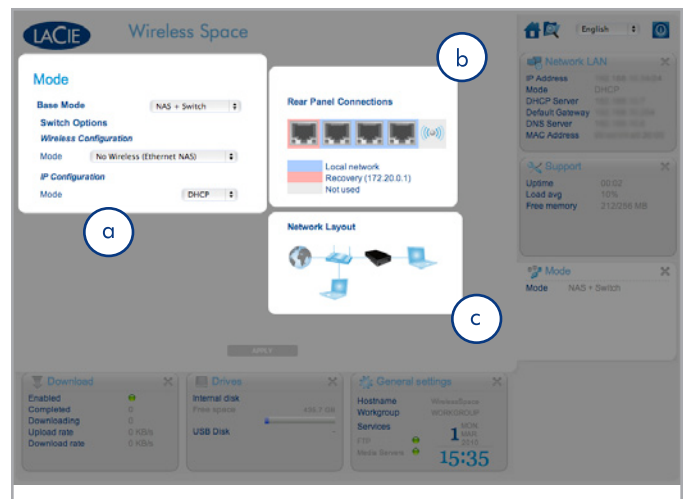 LACIE
Wireless Space
English
Mode
Base Mode NAS + Switch
Switch Options
Wireless Configuration
Mode No Wireless (Ethernet NAS)
IP Configuration
Mode DHCP
a
b
Rear Panel Connections
Local network
Recovery (172.20.0.1)
Not used
Network Layout
c
APPLY
Network LAN
IP Address
Mode DHCP
DHCP Server
Default Gateway
DNS Server
MAC Address
Support
Uptime 00:02
Load avg 10%
Free memory 212/256 MB
Mode
Mode NAS + Switch
Download
Enabled
Completed 0
Downloading 0
Upload rate 0 KB/s
Download rate 0 KB/s
Drives
Internal disk
Free space GB
USB Disk -
General settings
Hostname WirelessSpace
Workgroup WORKGROUP
Services
FTP
Media Servers
MON
1 MAR
2010
15:35